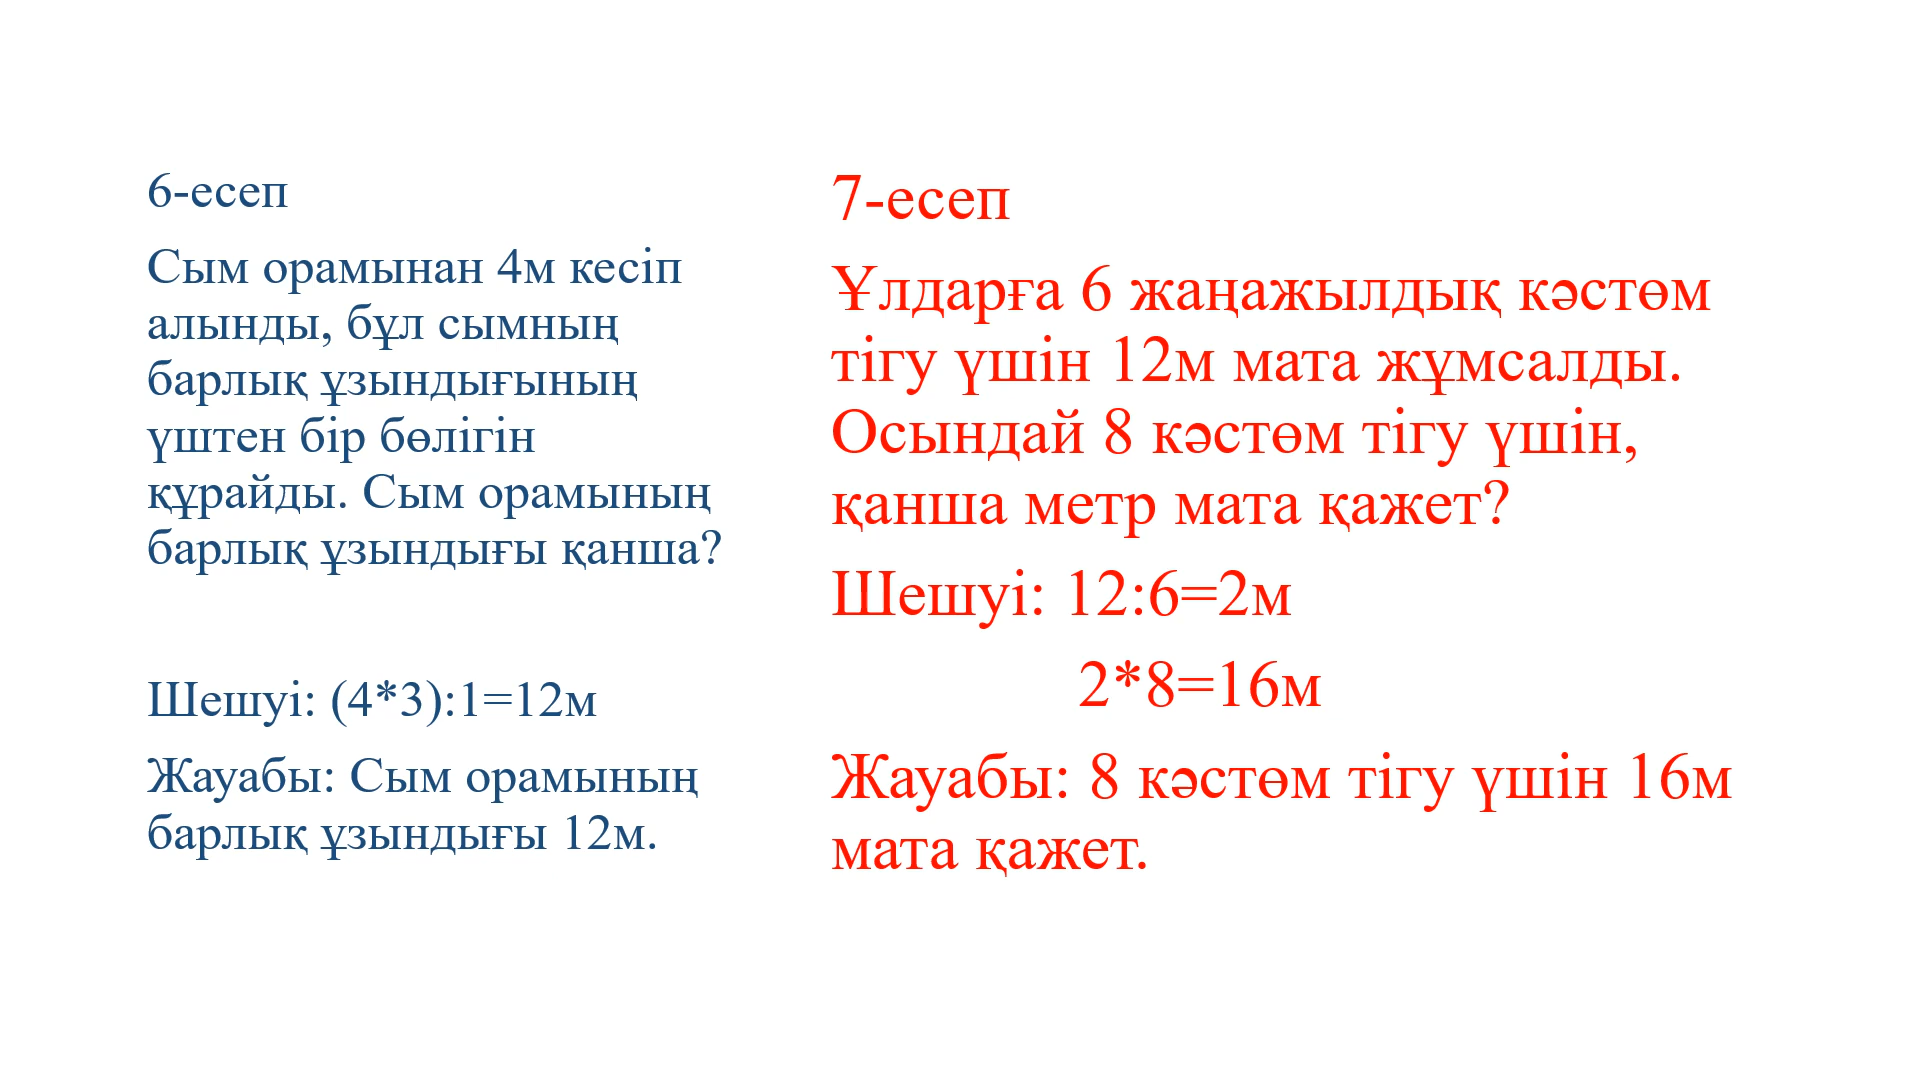 6-есеп
Сым орамынан 4м кесіп
алынды, бұл сымның
барлық ұзындығының
үштен бір бөлігін
құрайды. Сым орамының
барлық ұзындығы қанша?
Шешуі: (4*3):1=12м
Жауабы: Сым орамының
барлық ұзындығы 12м.
7-есеп
Ұлдарға 6 жаңажылдық кәстөм
тігу үшін 12м мата жұмсалды.
Осындай 8 кәстөм тігу үшін,
қанша метр мата қажет?
Шешуі: 12:6=2м
2*8=16м
Жауабы: 8 кәстөм тігу үшін 16м
мата қажет.